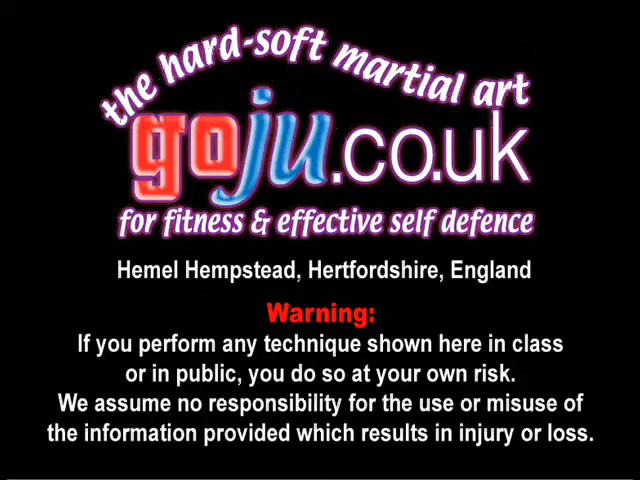 the hard-soft martial art
goju.co.uk
for fitness & effective self defence
Hemel Hempstead, Hertfordshire, England
Warning:
If you perform any technique shown here in class
or in public, you do so at your own risk.
We assume no responsibility for the use or misuse of
the information provided which results in injury or loss.